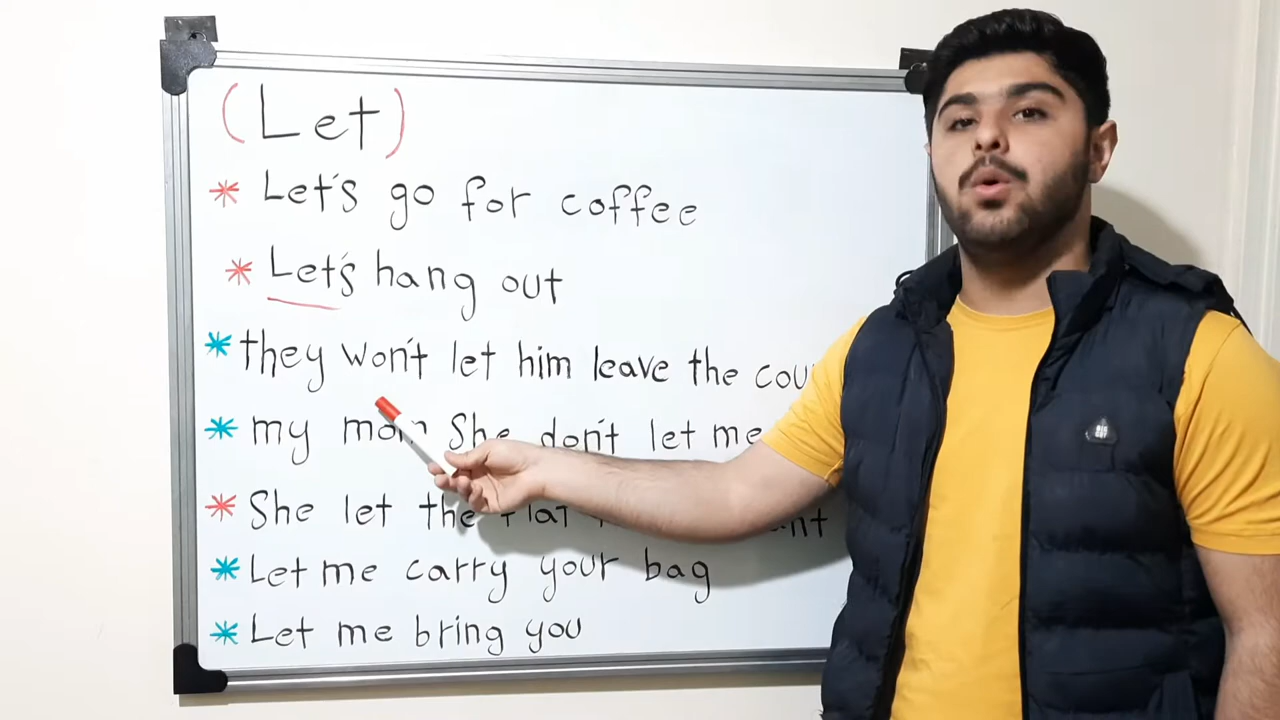 (Let)
Let's go for coffee
Let's hang out
they won't let him leave the
my mom She don't let me
She let the flat
Let me carry your bag
Let me bring you